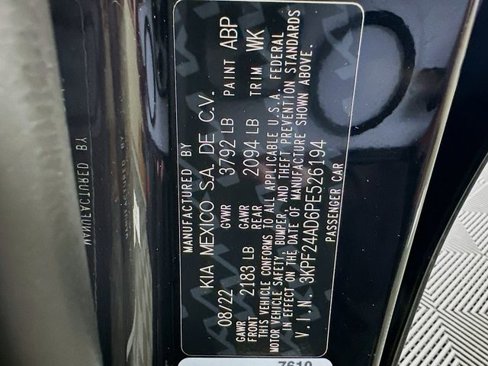 MANUFACTURED BY
KIA MEXICO S.A. DE C.V.
08/22 GVWR 3792 LB PAINT ABP
GAWR FRONT 2183 LB GAWR REAR 2094 LB TRIM WK
THIS VEHICLE CONFORMS TO ALL APPLICABLE U.S.A. FEDERAL
MOTOR VEHICLE SAFETY, BUMPER, AND THEFT PREVENTION STANDARDS
IN EFFECT ON THE DATE OF MANUFACTURE SHOWN ABOVE.
V.I.N. 3KPF24AD6PE526194
PASSENGER CAR
7619